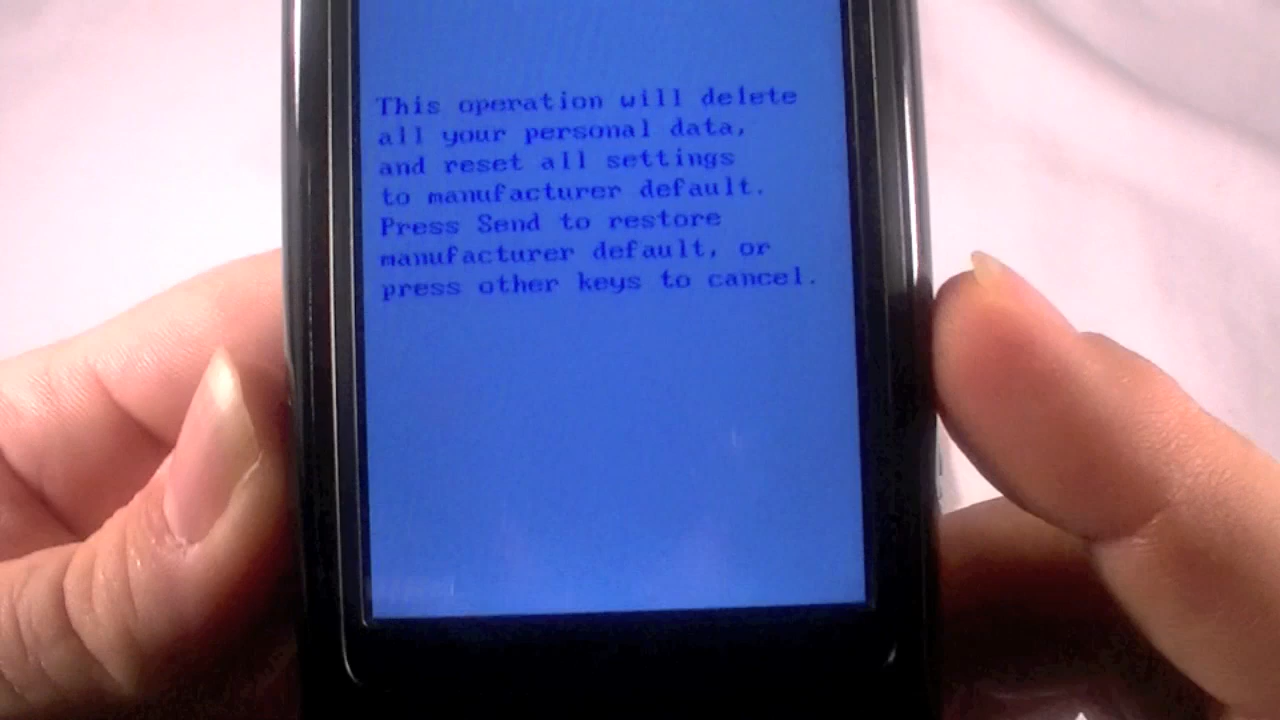 This operation will delete
all your personal data,
and reset all settings
to manufacturer default.
Press Send to restore
manufacturer default, or
press other keys to cancel.